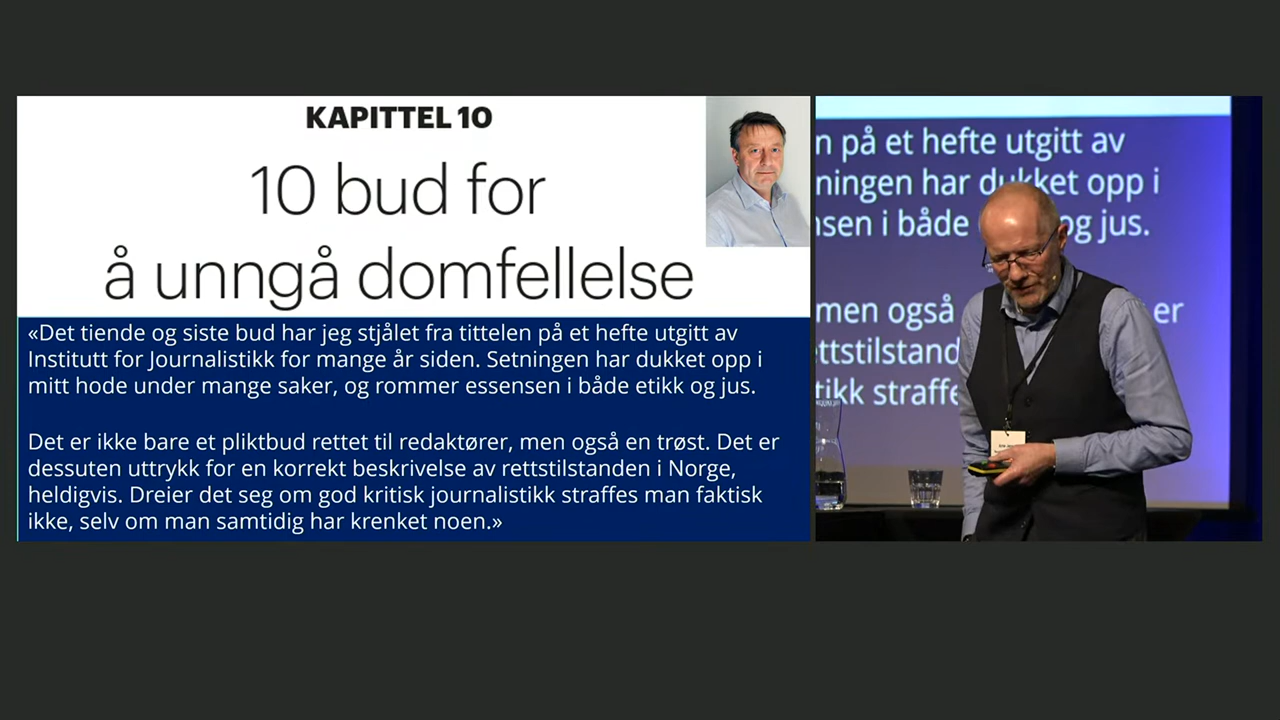 KAPITTEL 10
10 bud for
å unngå domfellelse
«Det tiende og siste bud har jeg stjålet fra tittelen på et hefte utgitt av
Institutt for Journalistikk for mange år siden. Setningen har dukket opp i
mitt hode under mange saker, og rommer essensen i både etikk og jus.
Det er ikke bare et pliktbud rettet til redaktører, men også en trøst. Det er
dessuten uttrykk for en korrekt beskrivelse av rettstilstanden i Norge,
heldigvis. Dreier det seg om god kritisk journalistikk straffes man faktisk
ikke, selv om man samtidig har krenket noen.»
n på et hefte utgitt av
ningen har dukket opp i
nsen i både og jus.
men også er
ttstilstand
tikk straffe